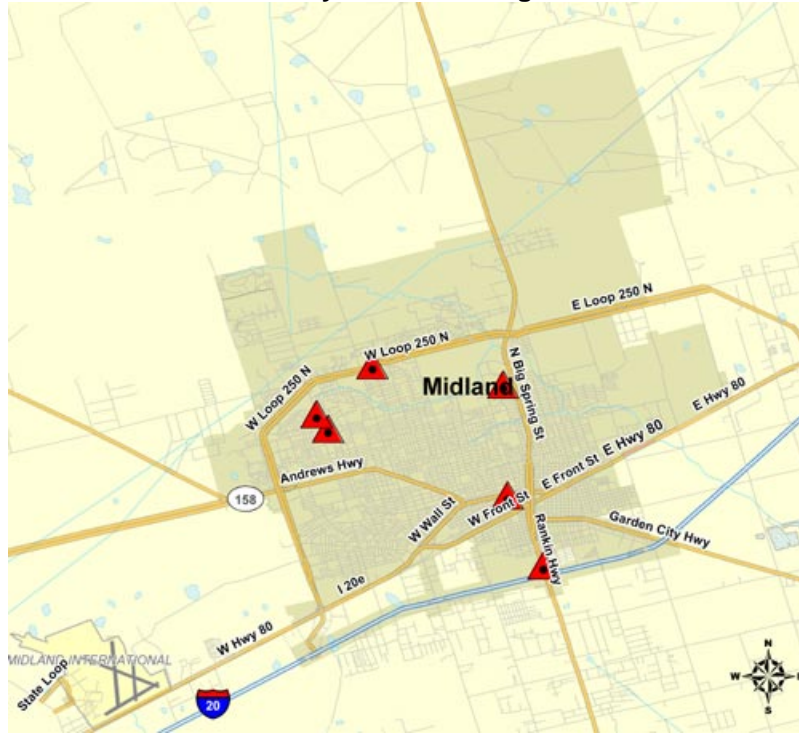 E Loop 250 N
W Loop 250 N
W Loop 250 N
Midland
N Big Spring St
E Hwy 80
E Hwy 80
E Front St
Andrews Hwy
158
W Wall St
W Front St
Rankin Hwy
Garden City Hwy
I 20e
W Hwy 80
MIDLAND INTERNATIONAL
State Loop
20
N
W
S